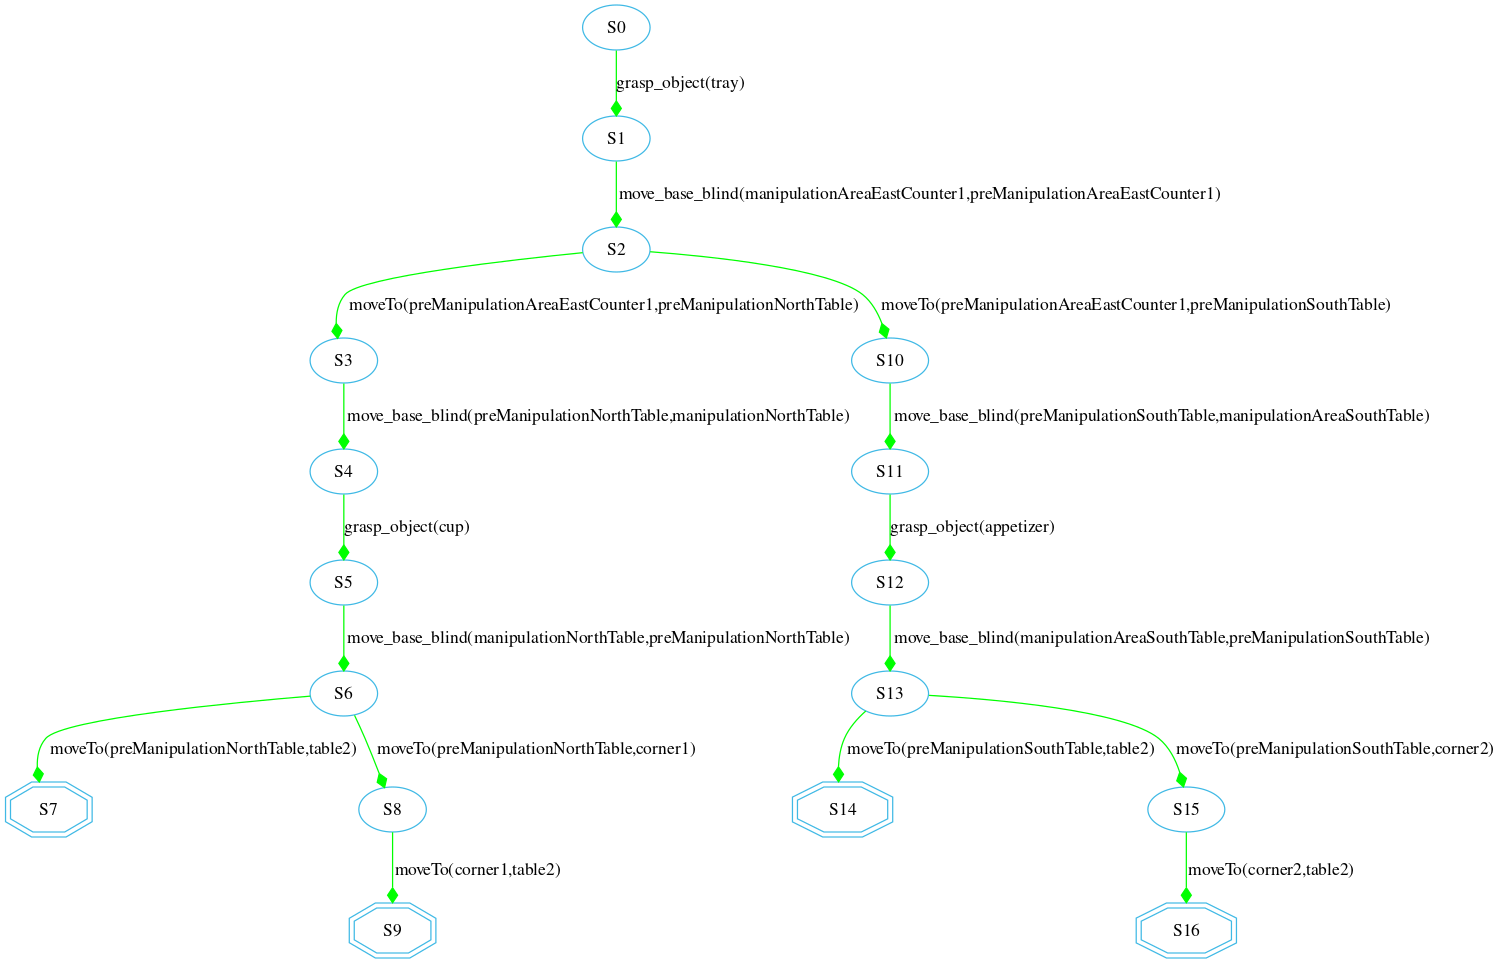 S0
grasp_object(tray)
S1
move_base_blind(manipulationAreaEastCounter1,preManipulationAreaEastCounter1)
S2
moveTo(preManipulationAreaEastCounter1,preManipulationNorthTable)
moveTo(preManipulationAreaEastCounter1,preManipulationSouthTable)
S3
S10
move_base_blind(preManipulationNorthTable,manipulationNorthTable)
move_base_blind(preManipulationSouthTable,manipulationAreaSouthTable)
S4
S11
grasp_object(cup)
grasp_object(appetizer)
S5
S12
move_base_blind(manipulationNorthTable,preManipulationNorthTable)
move_base_blind(manipulationAreaSouthTable,preManipulationSouthTable)
S6
S13
moveTo(preManipulationNorthTable,table2)
moveTo(preManipulationNorthTable,corner1)
moveTo(preManipulationSouthTable,table2)
moveTo(preManipulationSouthTable,corner2)
S7
S8
S14
S15
moveTo(corner1,table2)
moveTo(corner2,table2)
S9
S16